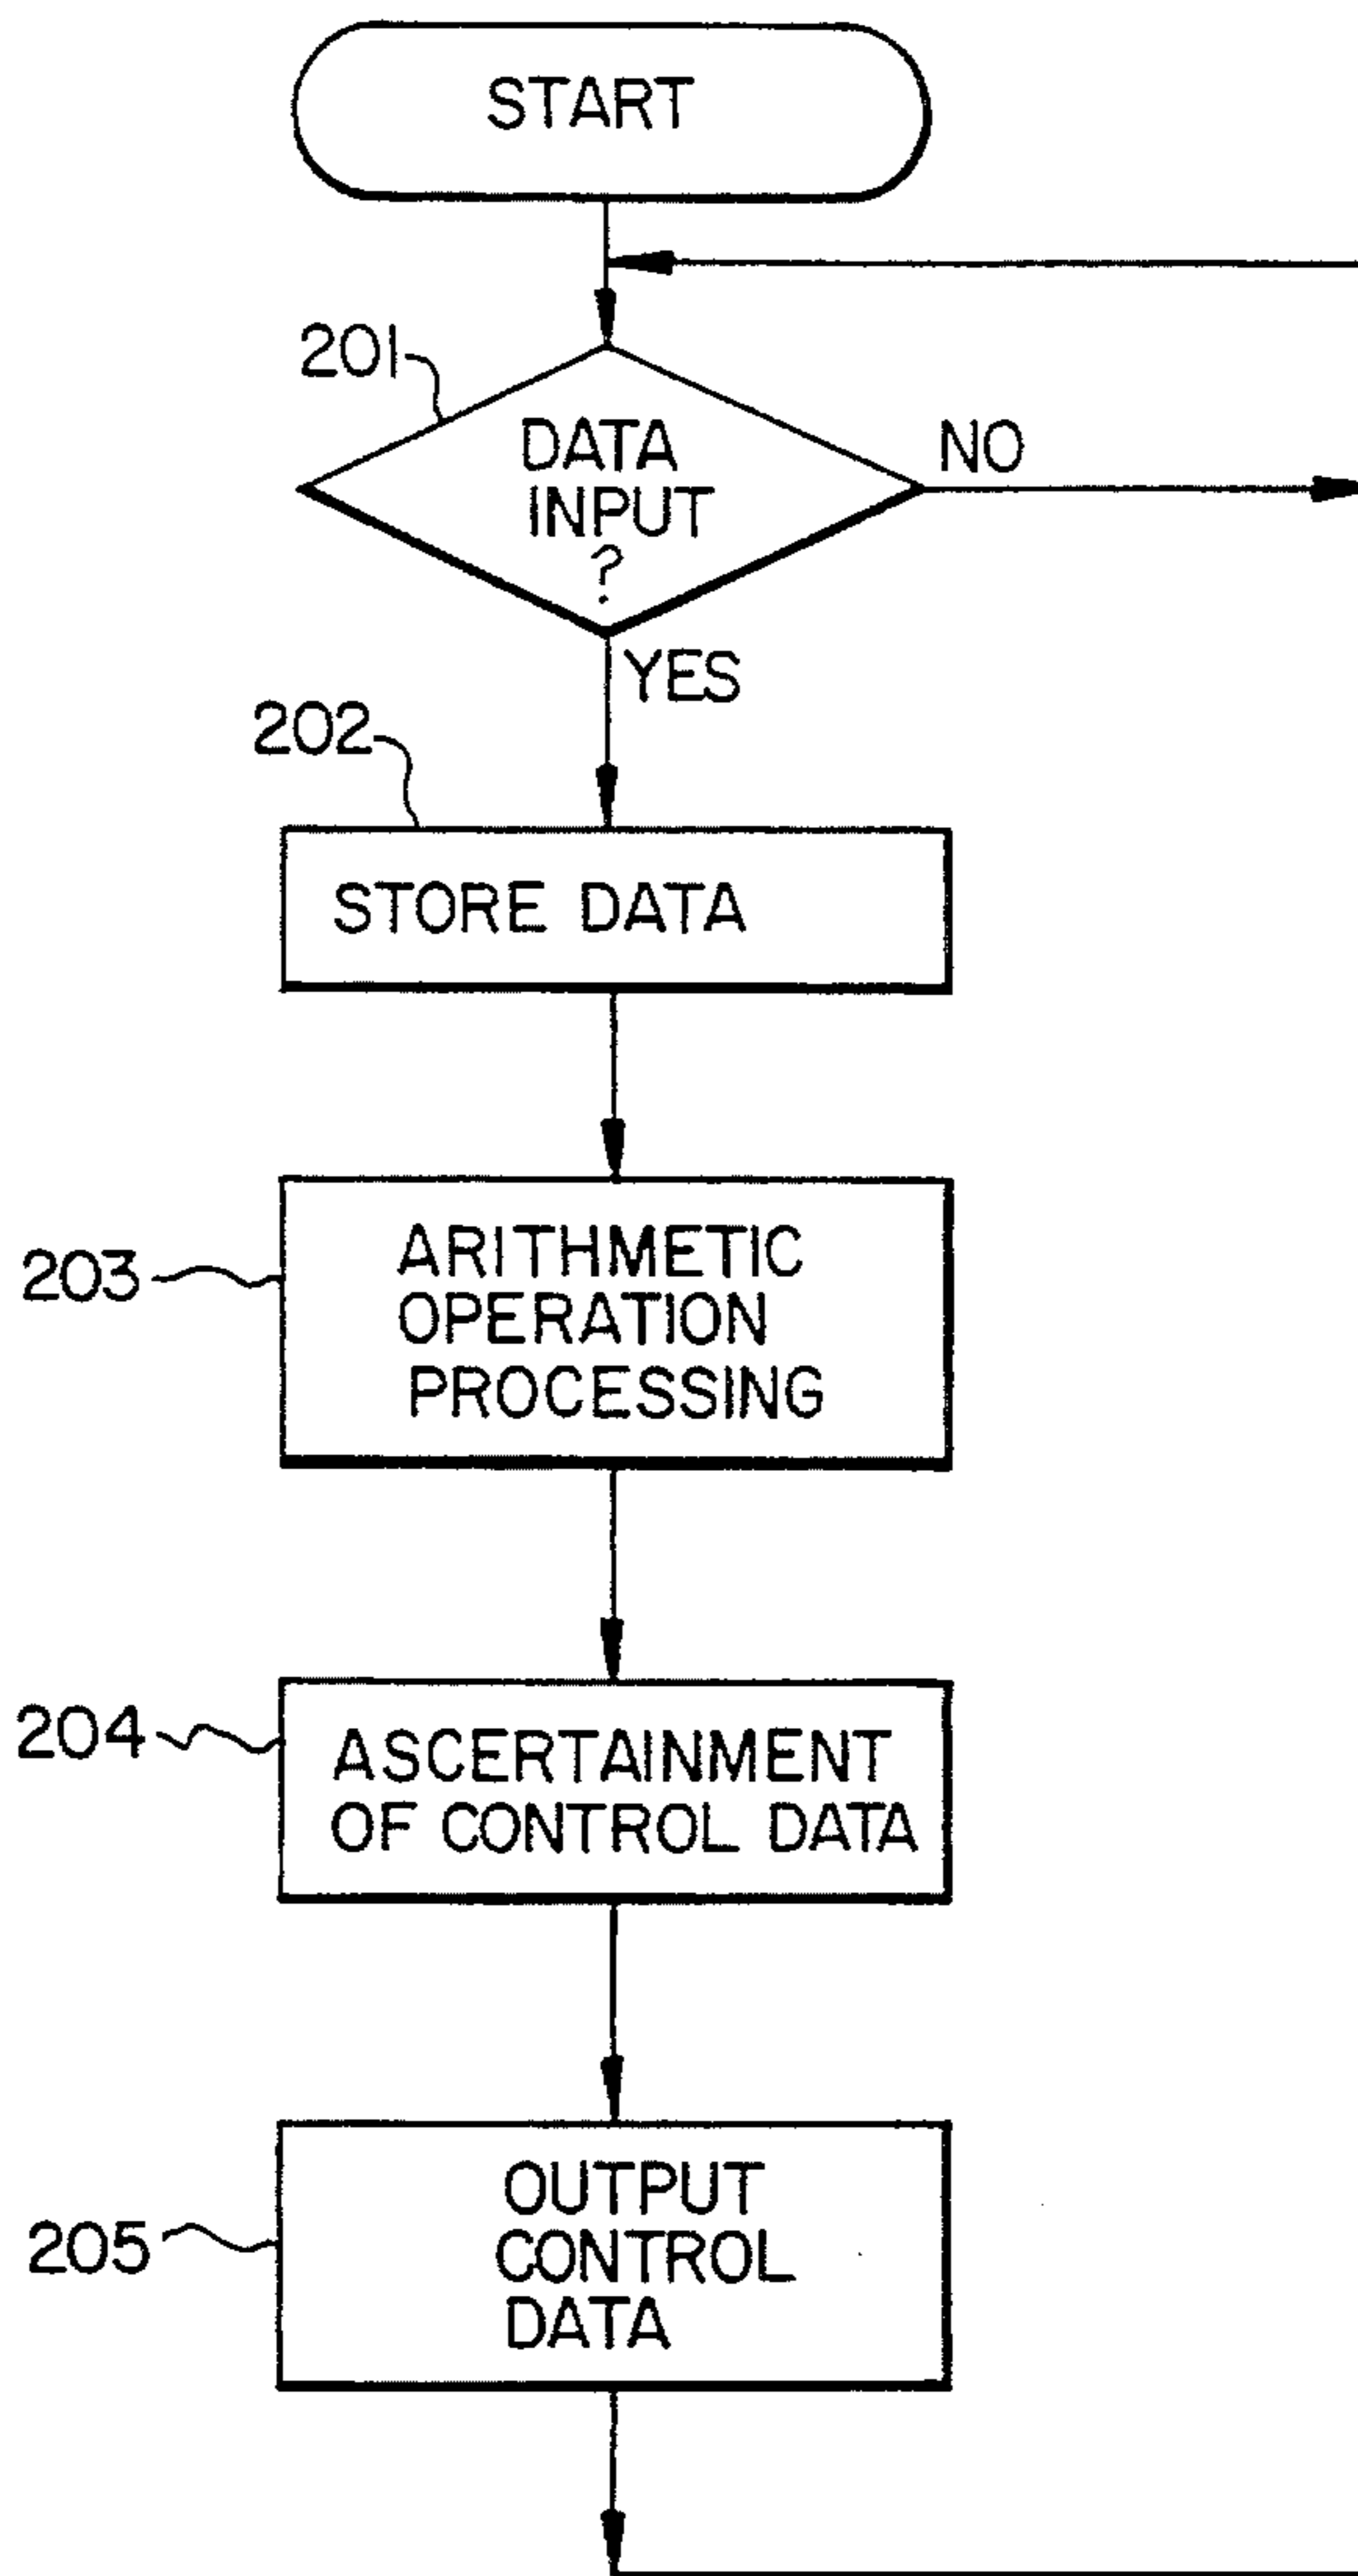 START
201
DATA
INPUT
?
NO
YES
202
STORE DATA
203
ARITHMETIC
OPERATION
PROCESSING
204
ASCERTAINMENT
OF CONTROL DATA
205
OUTPUT
CONTROL
DATA